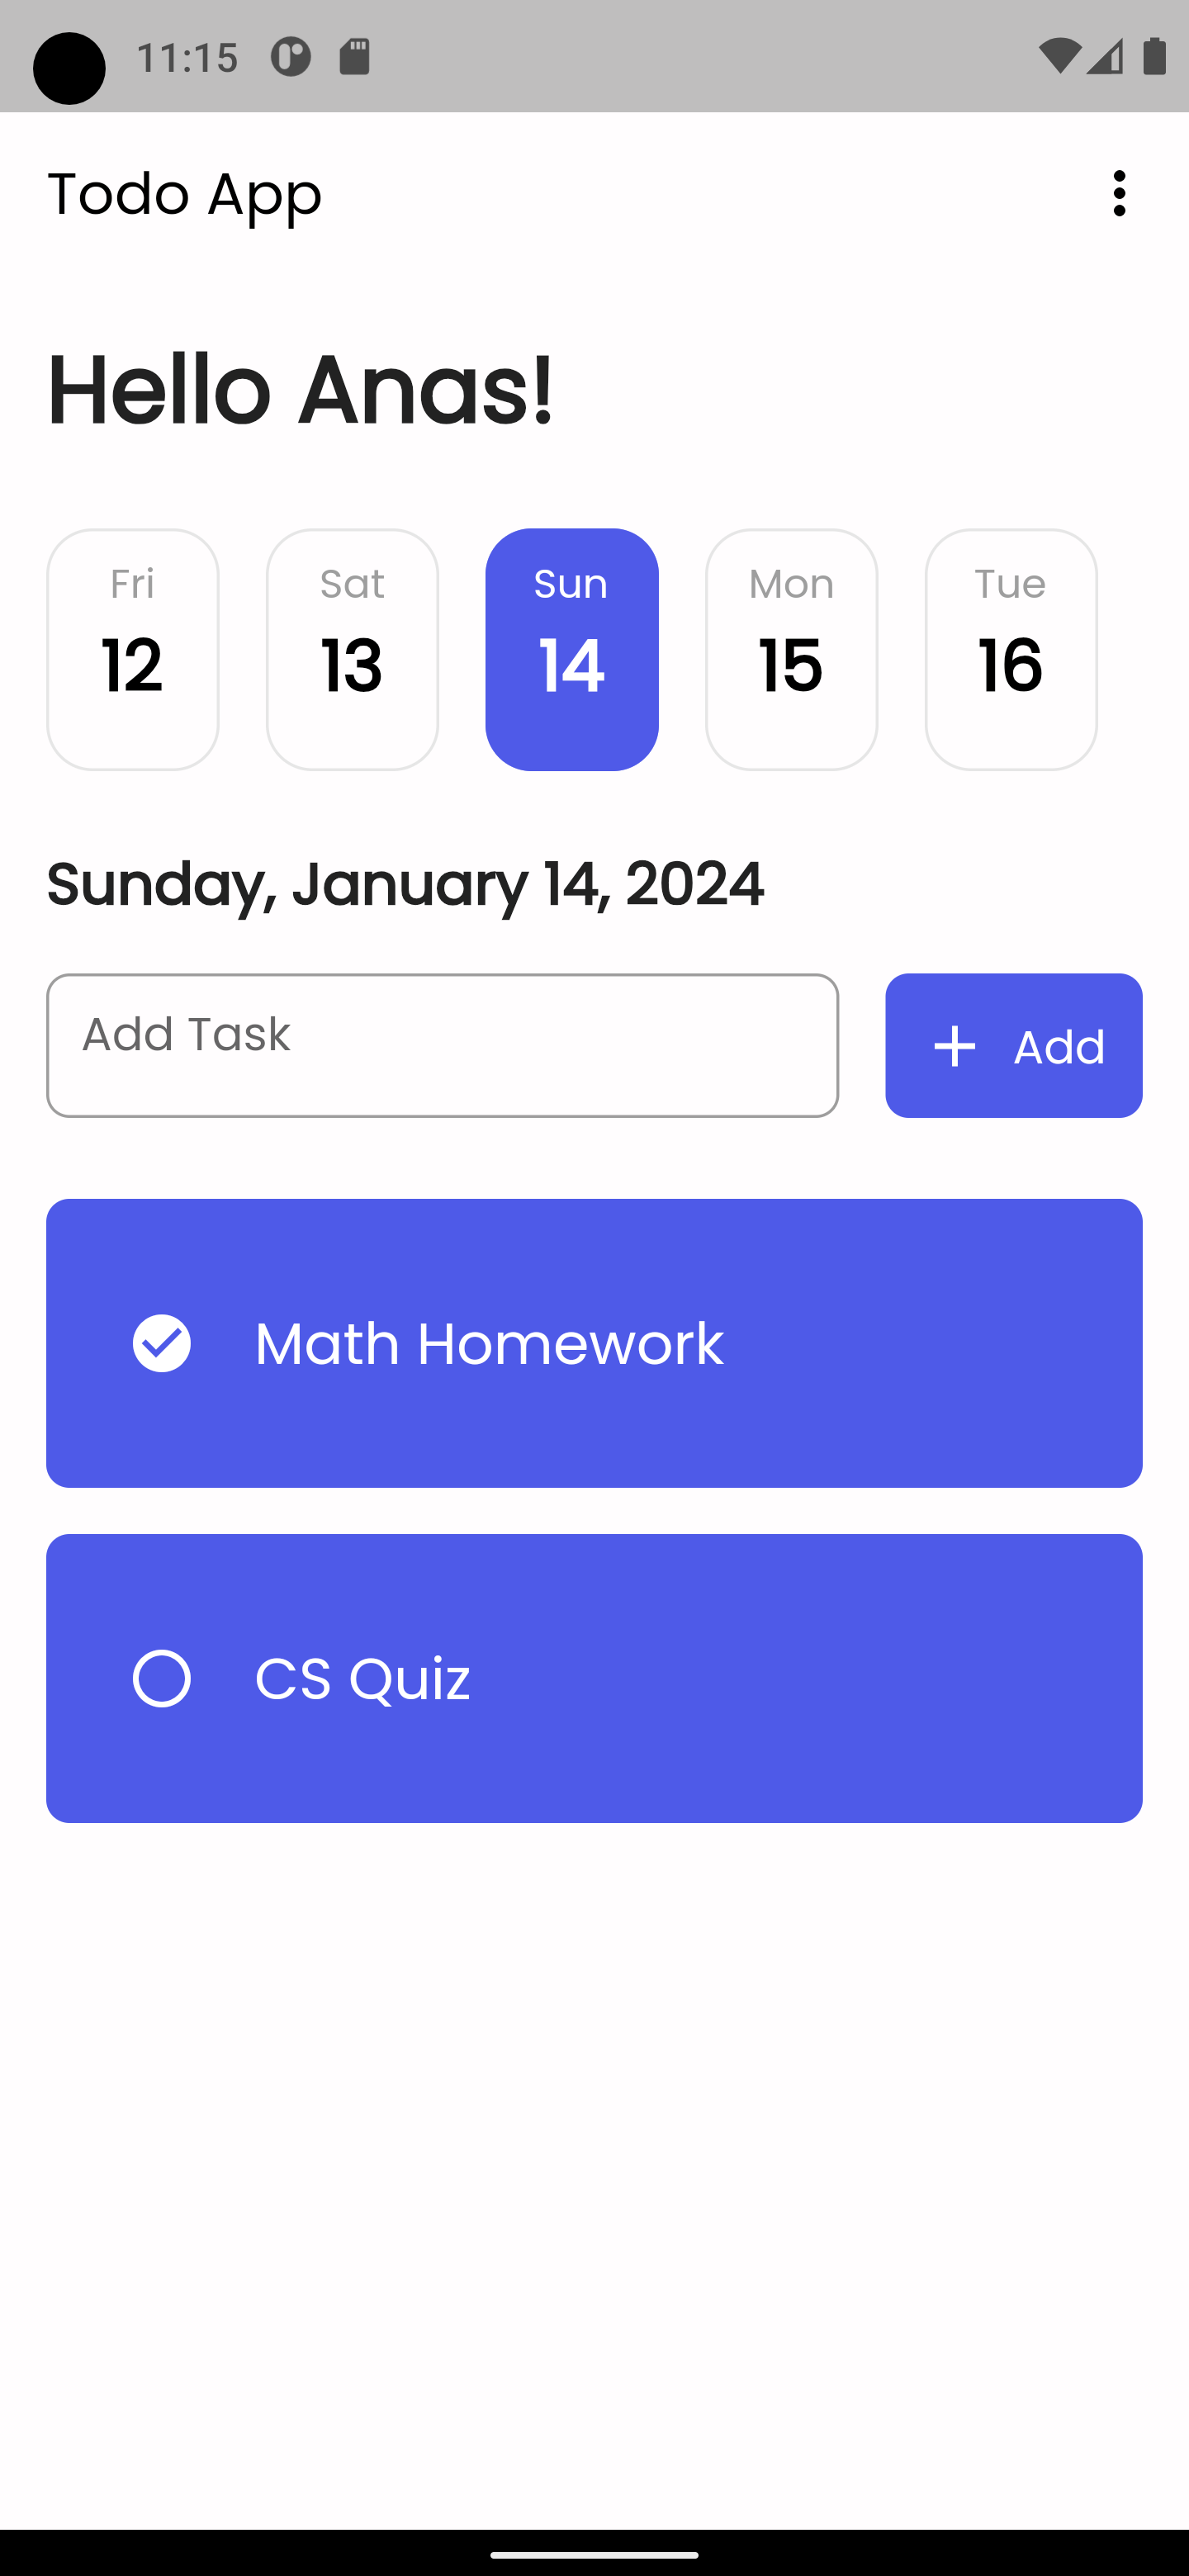 11:15
Todo App
Hello Anas!
Fri Sat Sun Mon Tue
12 13 14 15 16
Sunday, January 14, 2024
Add Task Add
Math Homework
CS Quiz